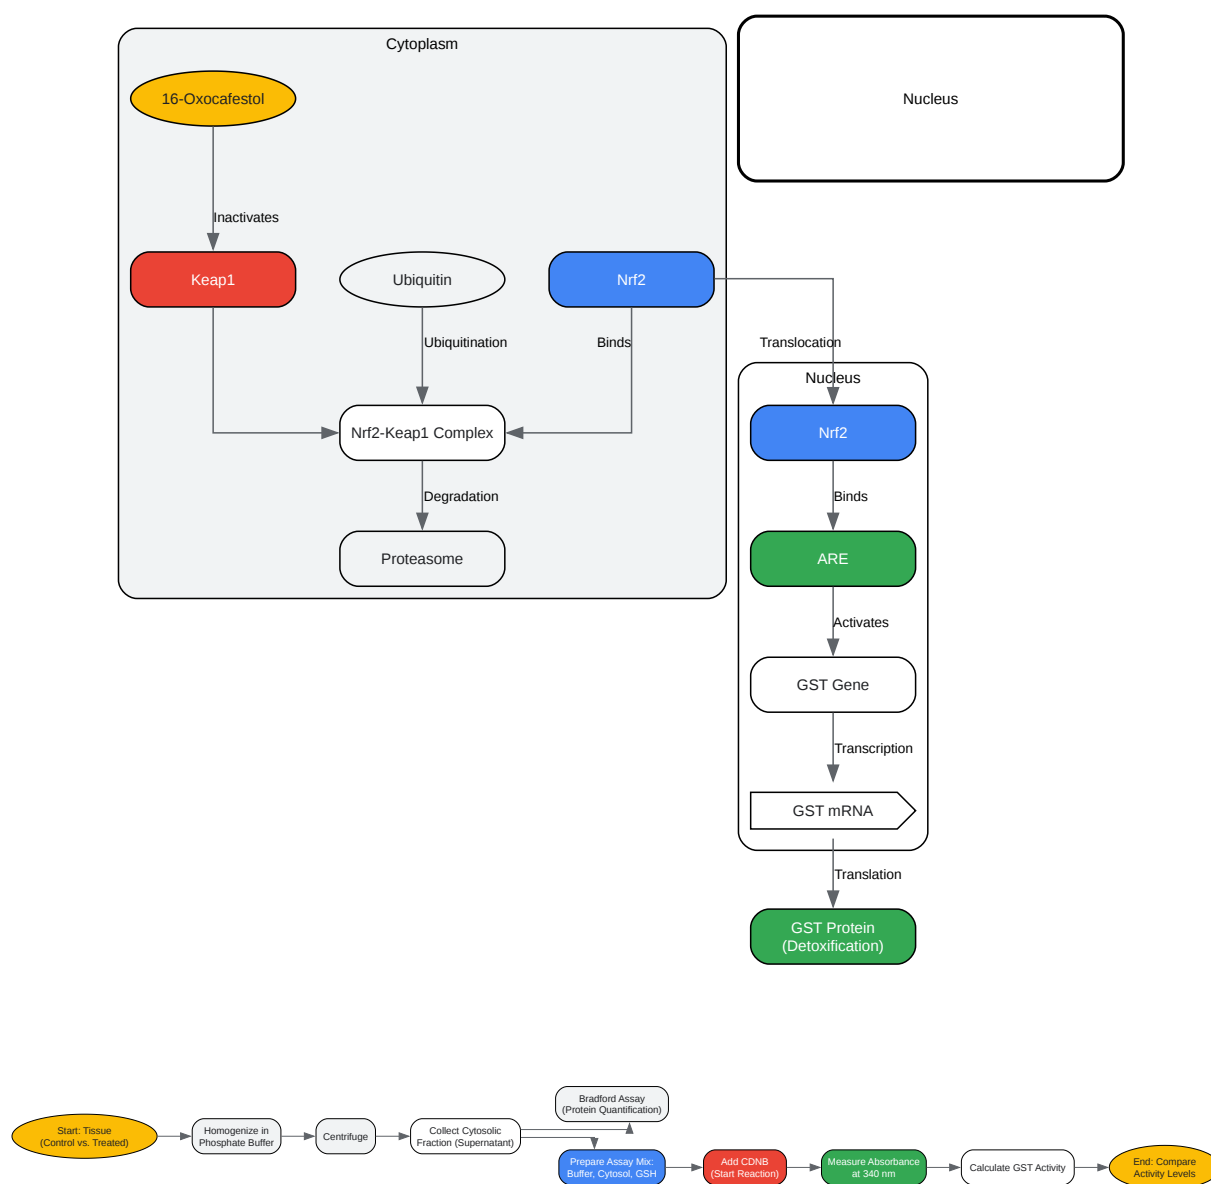 Cytoplasm
Nucleus
16-Oxocafestol
Inactivates
Keap1
Ubiquitin
Nrf2
Ubiquitination
Binds
Translocation
Nucleus
Nrf2-Keap1 Complex
Nrf2
Degradation
Binds
Proteasome
ARE
Activates
GST Gene
Transcription
GST mRNA
Translation
GST Protein
(Detoxification)
Start: Tissue
(Control vs. Treated)
Homogenize in
Phosphate Buffer
Centrifuge
Collect Cytosolic
Fraction (Supernatant)
Bradford Assay
(Protein Quantification)
Prepare Assay Mix:
Buffer, Cytosol, GSH
Add CDNB
(Start Reaction)
Measure Absorbance
at 340 nm
Calculate GST Activity
End: Compare
Activity Levels